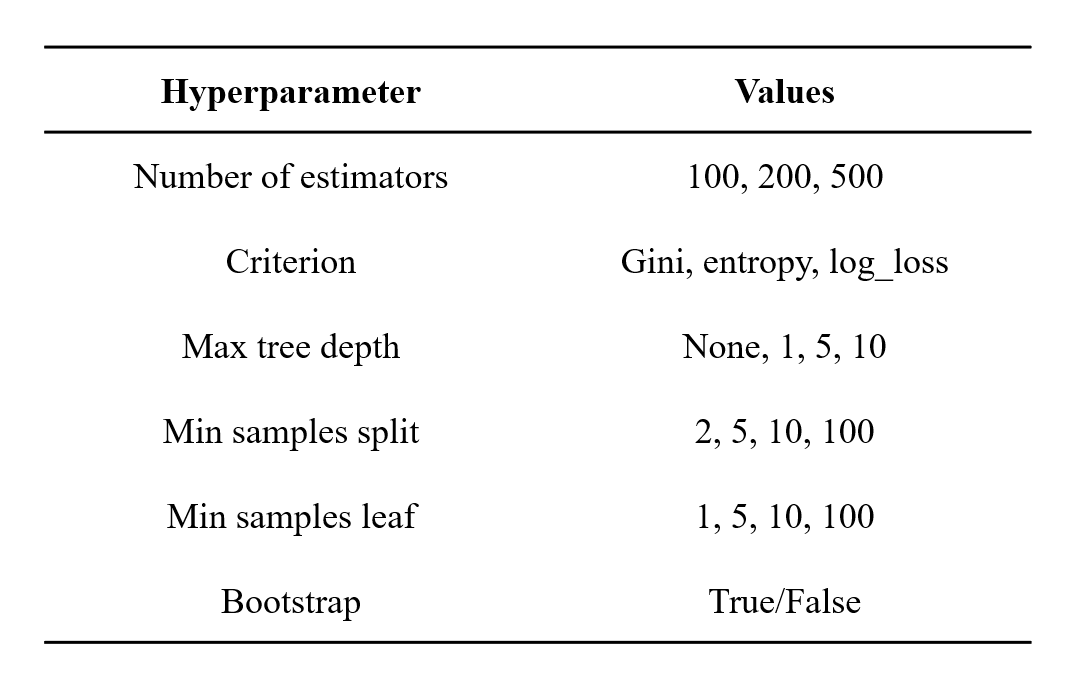 Hyperparameter Values
Number of estimators 100, 200, 500
Criterion Gini, entropy, log_loss
Max tree depth None, 1, 5, 10
Min samples split 2, 5, 10, 100
Min samples leaf 1, 5, 10, 100
Bootstrap True/False